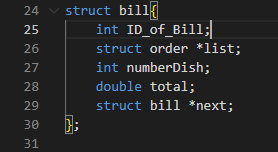 24 struct bill{
25 int ID_of_Bill;
26 struct order *list;
27 int numberDish;
28 double total;
29 struct bill *next;
30 };
31